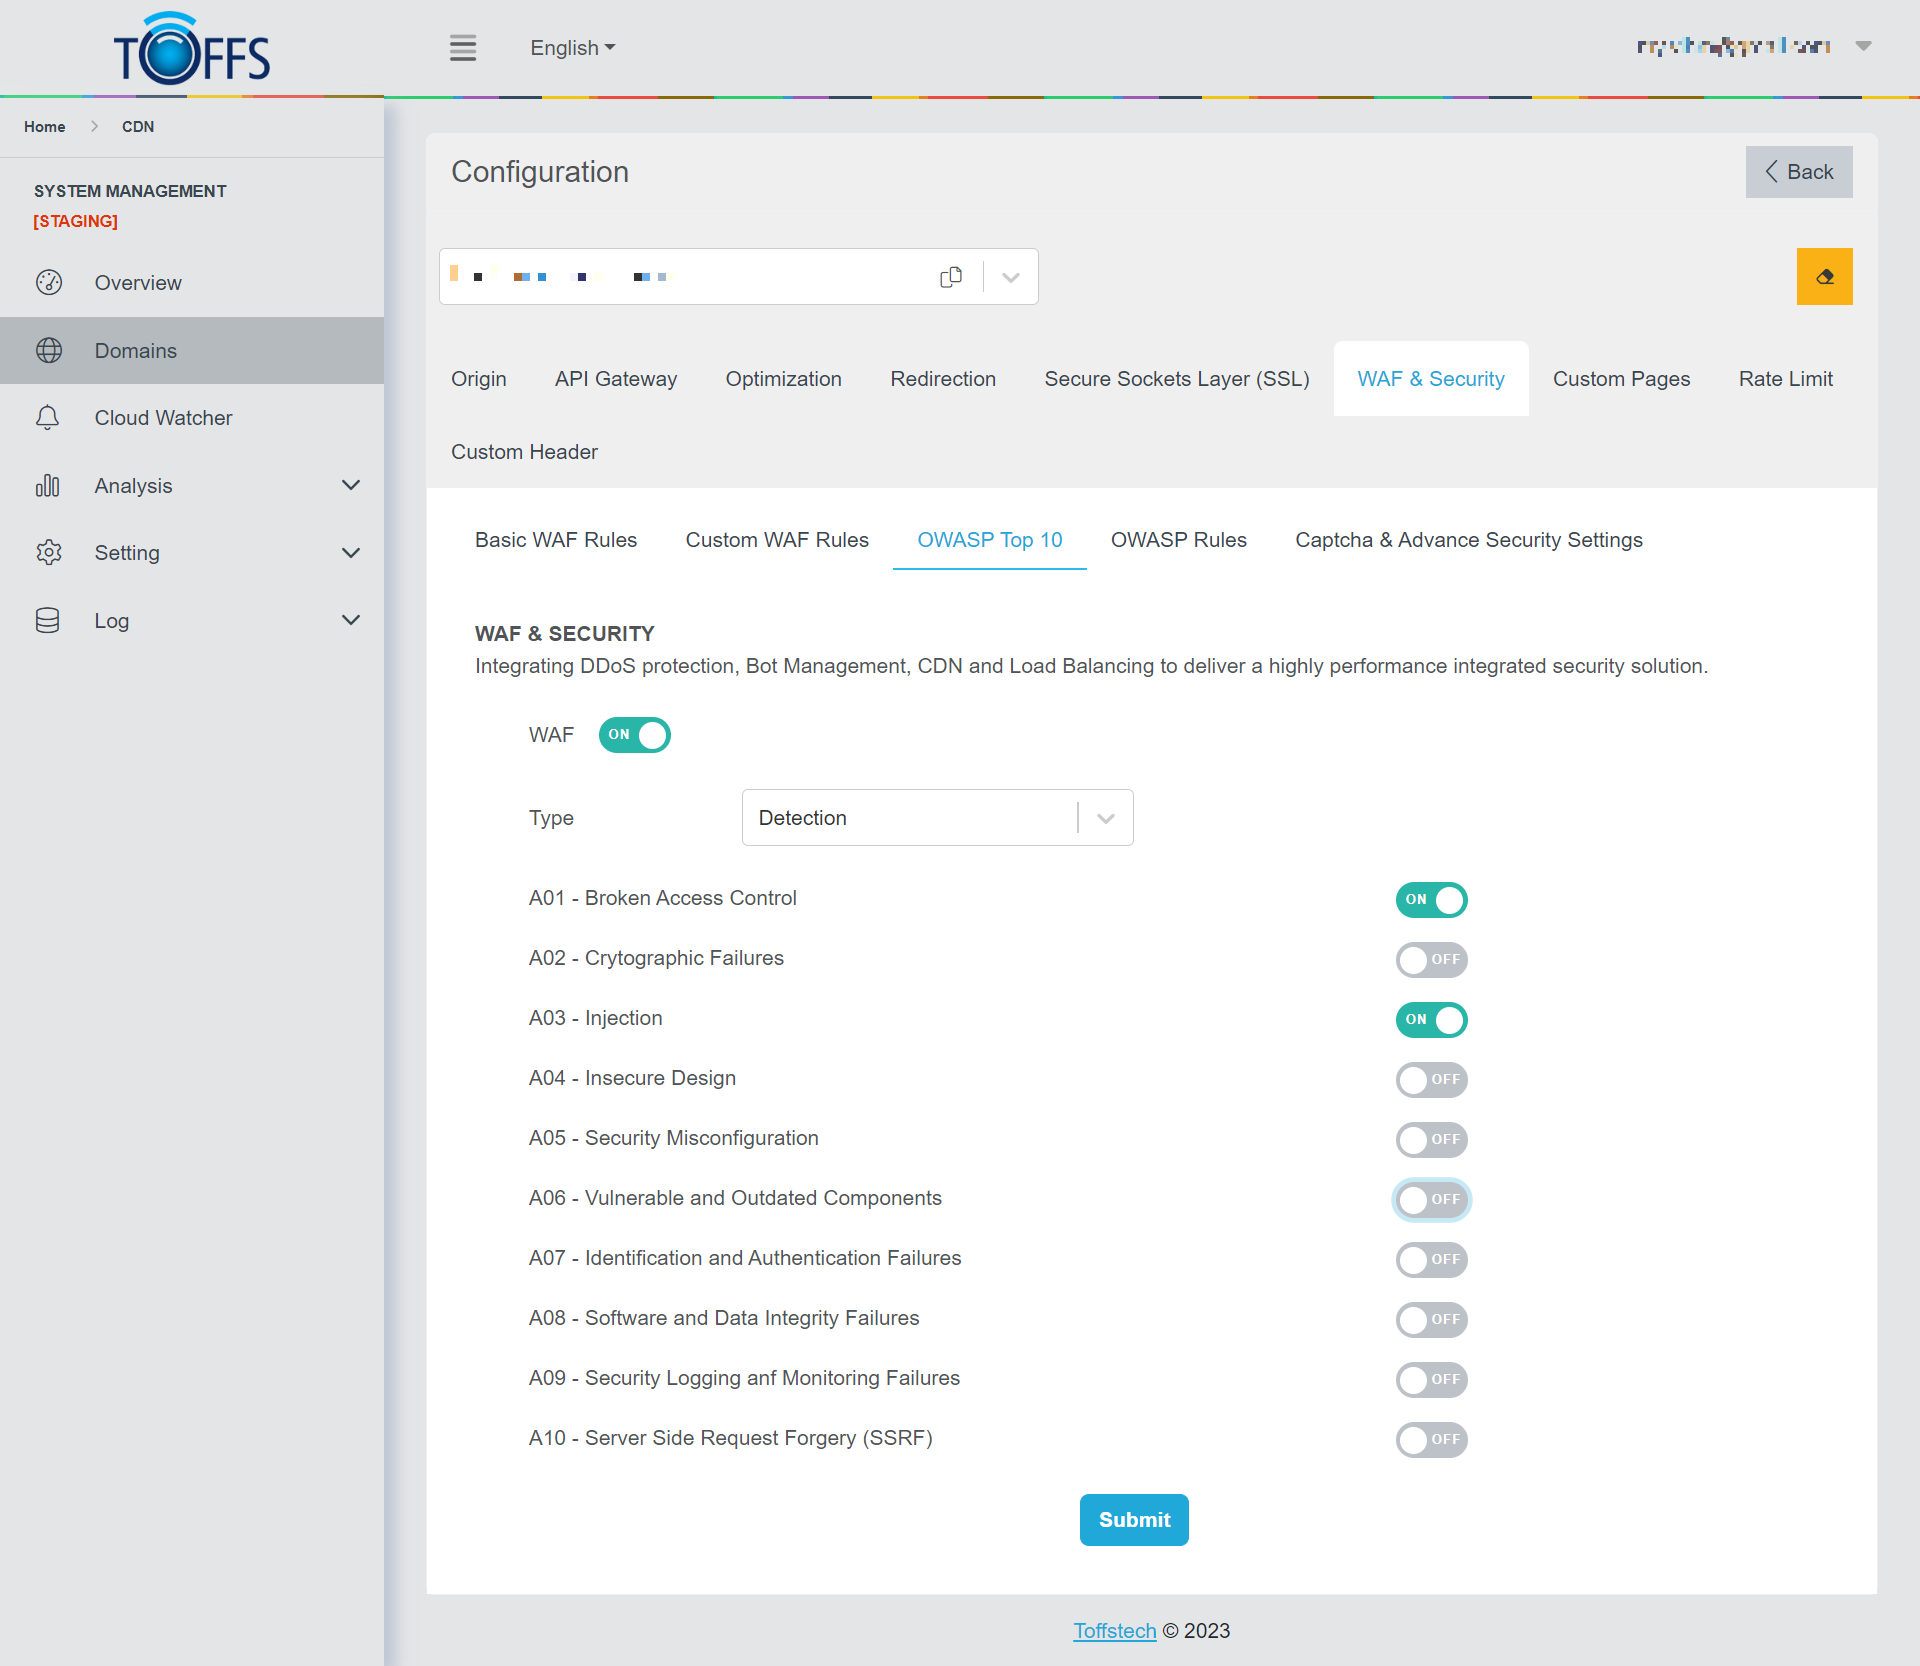 TOFFS
English
Home > CDN
SYSTEM MANAGEMENT
[STAGING]
Overview
Domains
Cloud Watcher
Analysis
Setting
Log
Configuration
Back
Origin API Gateway Optimization Redirection Secure Sockets Layer (SSL) WAF & Security Custom Pages Rate Limit
Custom Header
Basic WAF Rules Custom WAF Rules OWASP Top 10 OWASP Rules Captcha & Advance Security Settings
WAF & SECURITY
Integrating DDoS protection, Bot Management, CDN and Load Balancing to deliver a highly performance integrated security solution.
WAF ON
Type Detection
A01 - Broken Access Control ON
A02 - Crytographic Failures OFF
A03 - Injection ON
A04 - Insecure Design OFF
A05 - Security Misconfiguration OFF
A06 - Vulnerable and Outdated Components OFF
A07 - Identification and Authentication Failures OFF
A08 - Software and Data Integrity Failures OFF
A09 - Security Logging anf Monitoring Failures OFF
A10 - Server Side Request Forgery (SSRF) OFF
Submit
Toffstech © 2023